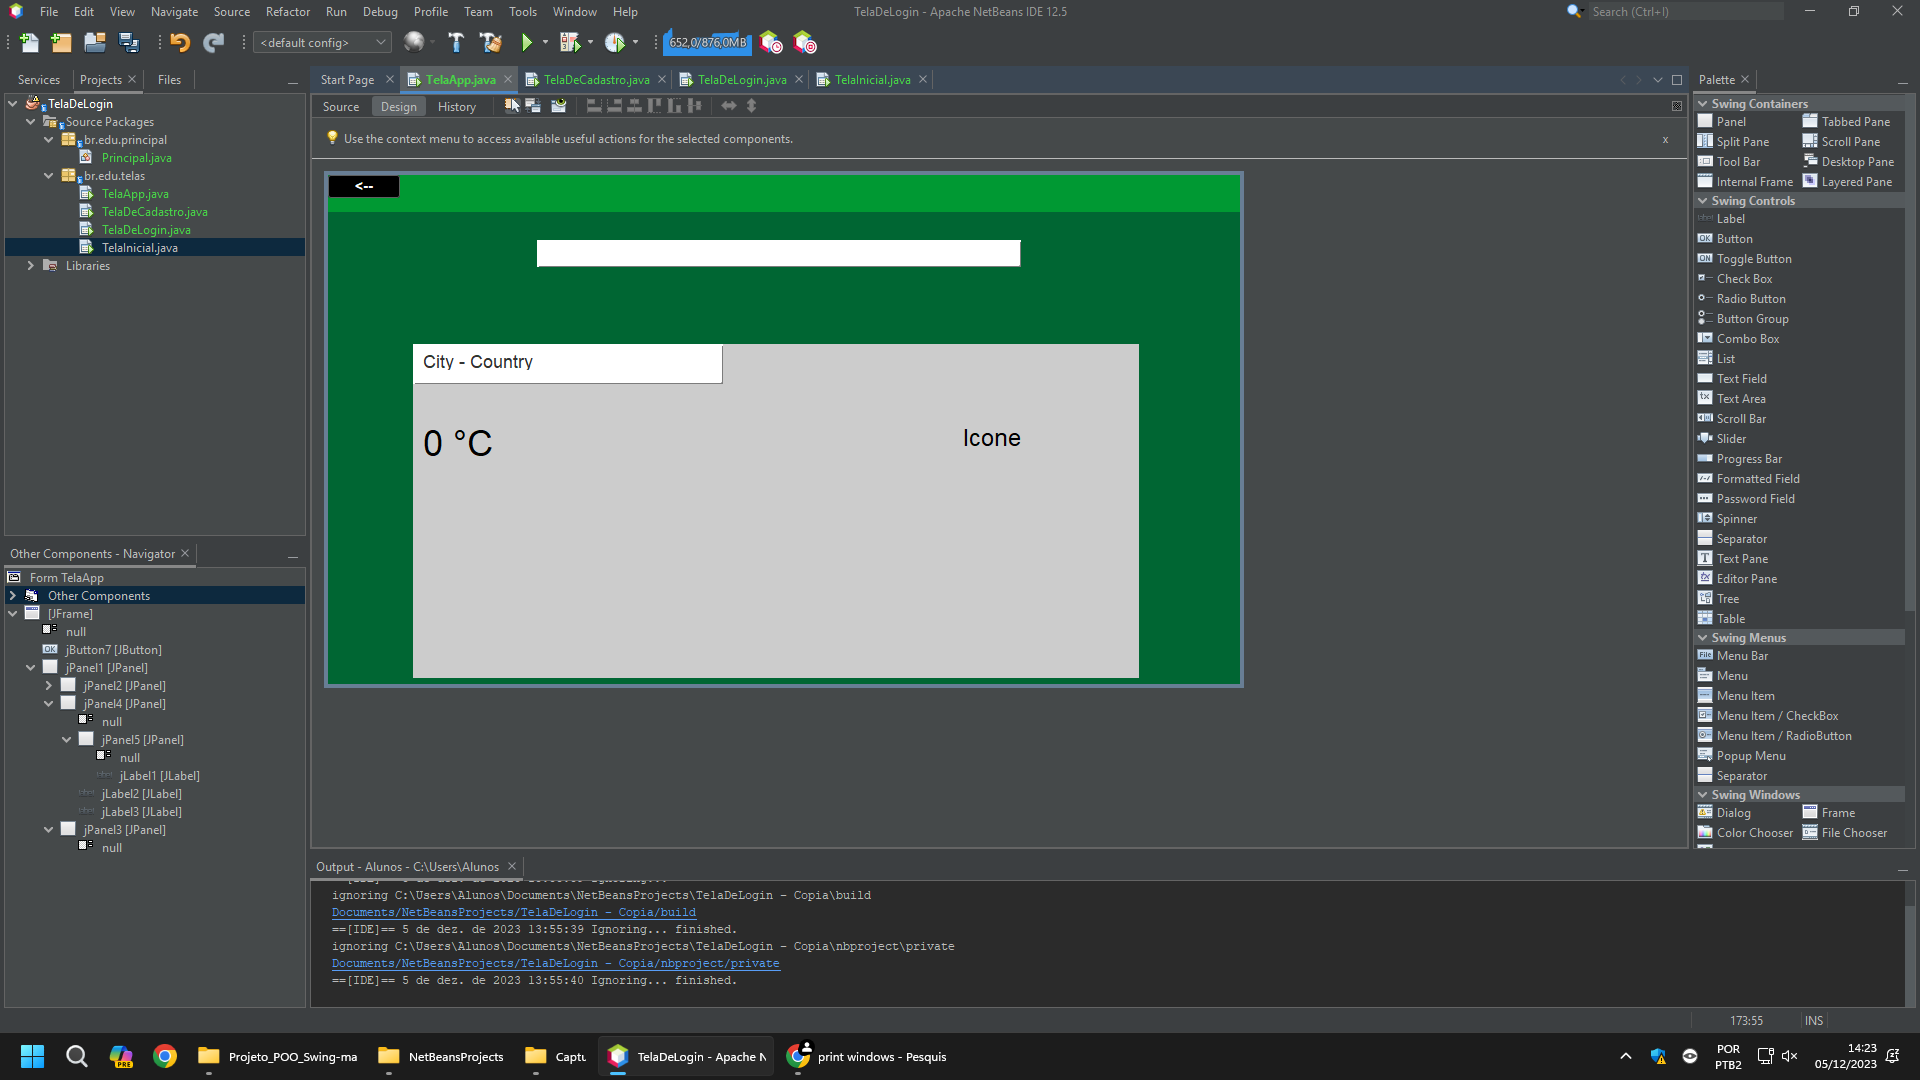 File Edit View Navigate Source Refactor Run Debug Profile Team Tools Window Help
TelaDeLogin - Apache NetBeans IDE 12.5
Search (Ctrl+I)
<default config>
652,0/876,0MB
Services Projects Files
Start Page TelaApp.java TelaDeCadastro.java TelaDeLogin.java TelaInicial.java
Palette
TelaDeLogin
Source Packages
br.edu.principal
Principal.java
br.edu.telas
TelaApp.java
TelaDeCadastro.java
TelaDeLogin.java
TelaInicial.java
Libraries
Source Design History
Use the context menu to access available useful actions for the selected components.
x
<--
City - Country
0 °C
Icone
Other Components - Navigator
Form TelaApp
Other Components
[JFrame]
null
jButton7 [JButton]
jPanel1 [JPanel]
jPanel2 [JPanel]
jPanel4 [JPanel]
null
jPanel5 [JPanel]
null
jLabel1 [JLabel]
jLabel2 [JLabel]
jLabel3 [JLabel]
jPanel3 [JPanel]
null
Swing Containers
Panel Tabbed Pane
Split Pane Scroll Pane
Tool Bar Desktop Pane
Internal Frame Layered Pane
Swing Controls
Label
Button
Toggle Button
Check Box
Radio Button
Button Group
Combo Box
List
Text Field
Text Area
Scroll Bar
Slider
Progress Bar
Formatted Field
Password Field
Spinner
Separator
Text Pane
Editor Pane
Tree
Table
Swing Menus
Menu Bar
Menu
Menu Item
Menu Item / CheckBox
Menu Item / RadioButton
Popup Menu
Separator
Swing Windows
Dialog Frame
Color Chooser File Chooser
Output - Alunos - C:\Users\Alunos
ignoring C:\Users\Alunos\Documents\NetBeansProjects\TelaDeLogin - Copia\build
Documents/NetBeansProjects/TelaDeLogin - Copia/build
==[IDE]== 5 de dez. de 2023 13:55:39 Ignoring... finished.
ignoring C:\Users\Alunos\Documents\NetBeansProjects\TelaDeLogin - Copia\nbproject\private
Documents/NetBeansProjects/TelaDeLogin - Copia/nbproject/private
==[IDE]== 5 de dez. de 2023 13:55:40 Ignoring... finished.
173:55 INS
Projeto_POO_Swing-ma NetBeansProjects Captu TelaDeLogin - Apache N print windows - Pesquis
POR
PTB2
14:23
05/12/2023